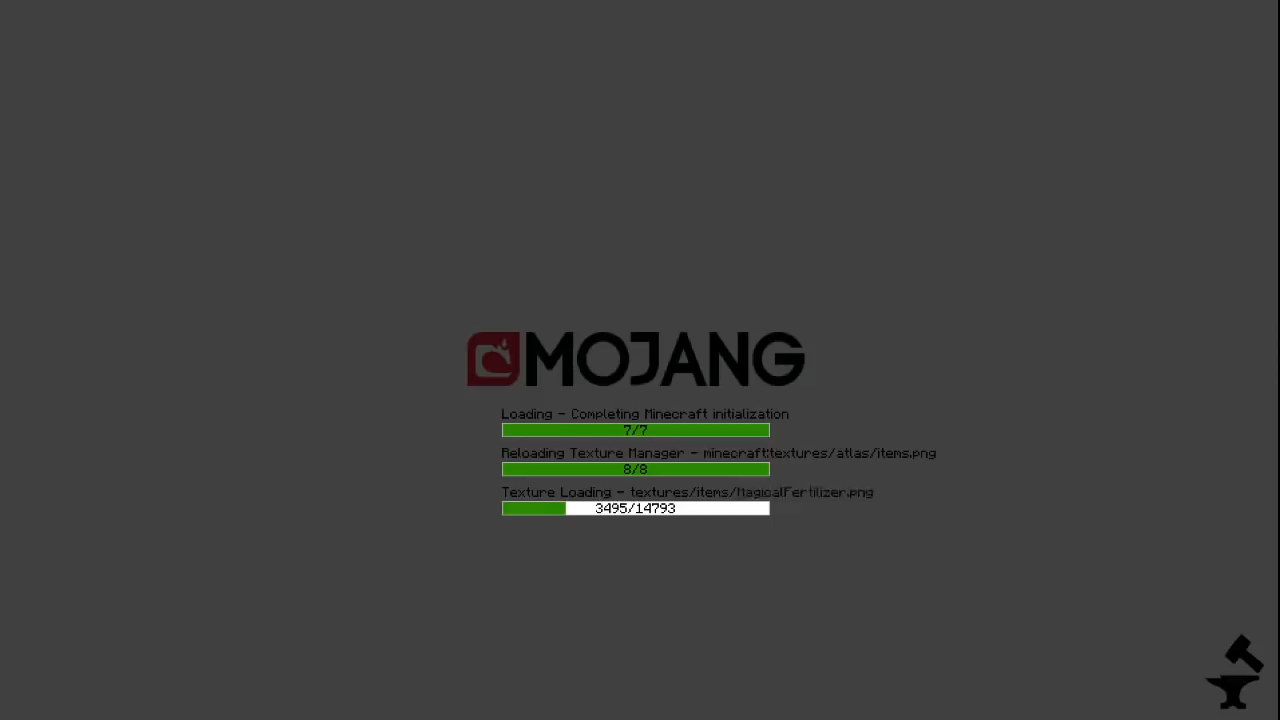 MOJANG
Loading - Completing Minecraft initialization
7/7
Reloading Texture Manager - minecraft:textures/atlas/items.png
8/8
Texture Loading - textures/items/MagicalFertilizer.png
3495/14793